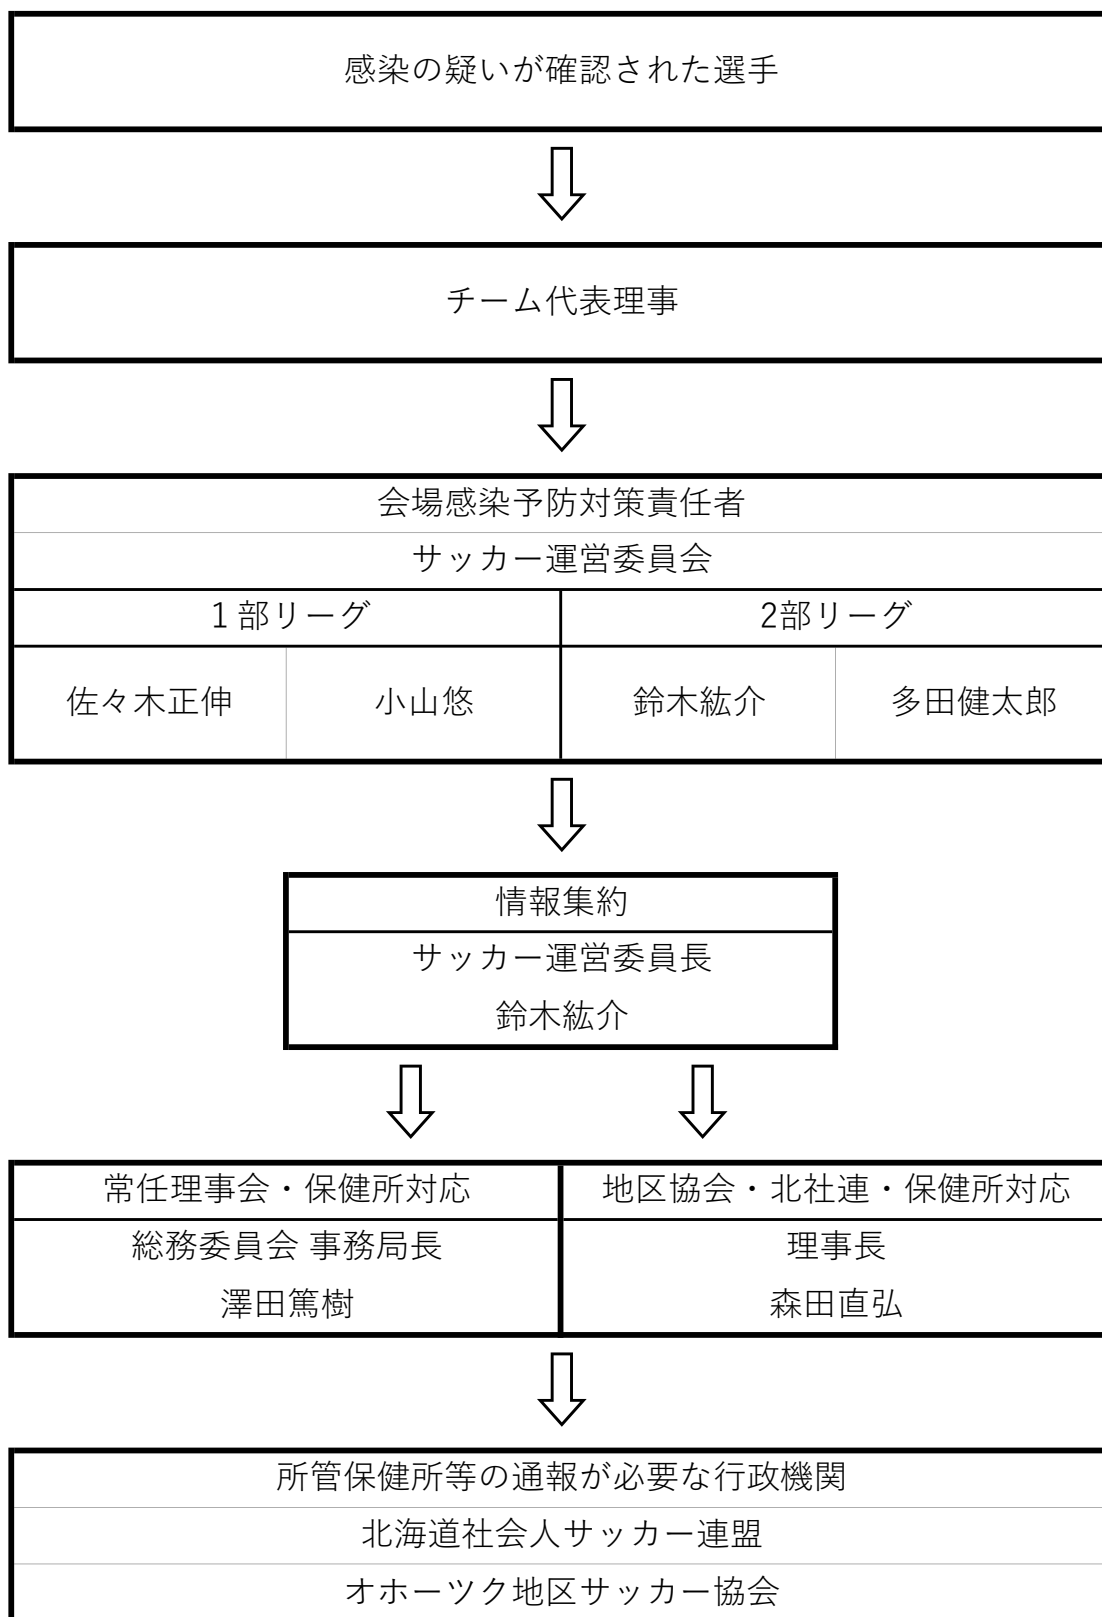 感染の疑いが確認された選手
チーム代表理事
会場感染予防対策責任者
サッカー運営委員会
１部リーグ
2部リーグ
佐々木正伸
小山悠
鈴木紘介
多田健太郎
情報集約
サッカー運営委員長
鈴木紘介
常任理事会・保健所対応
地区協会・北社連・保健所対応
総務委員会 事務局長
理事長
澤田篤樹
森田直弘
所管保健所等の通報が必要な行政機関
北海道社会人サッカー連盟
オホーツク地区サッカー協会